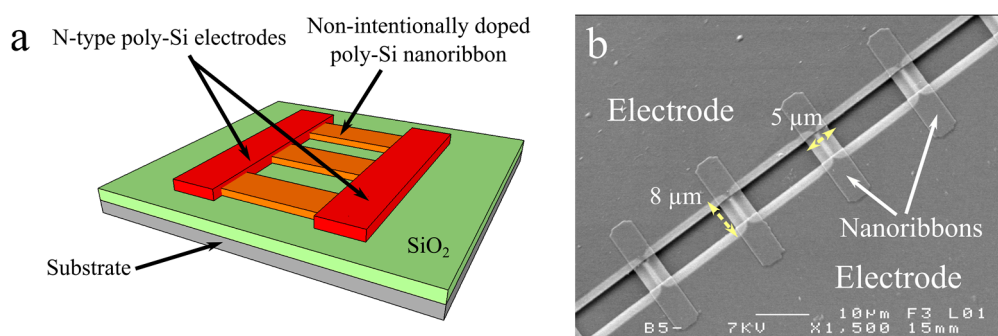 a
N-type poly-Si electrodes
Non-intentionally doped
poly-Si nanoribbon
SiO₂
Substrate
b
Electrode
5 µm
8 µm
Nanoribbons
Electrode
10µm F3 L01
B5- 7KV X1,500 15mm